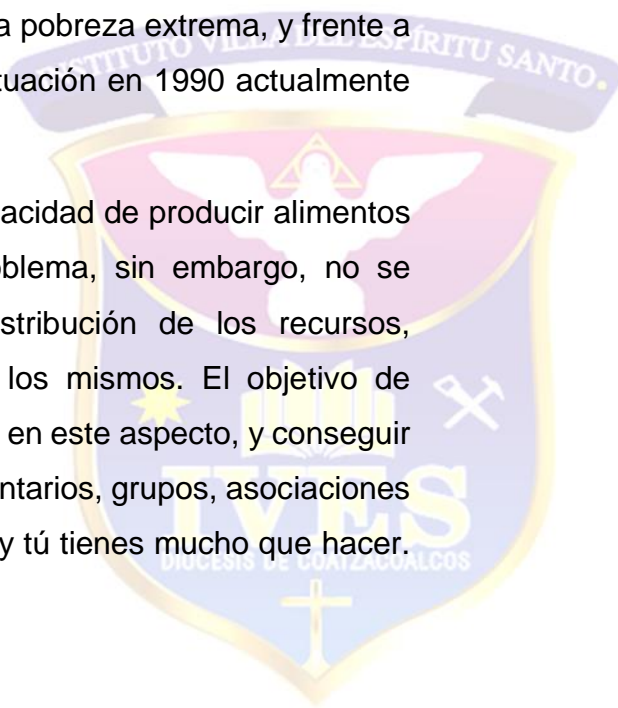 a pobreza extrema, y frente a
INSTITUTO VILLA DEL ESPÍRITU SANTO.
tuación en 1990 actualmente
acidad de producir alimentos
oblema, sin embargo, no se
stribución de los recursos,
los mismos. El objetivo de
en este aspecto, y conseguir
ntarios, grupos, asociaciones
IVES
y tú tienes mucho que hacer.
DIÓCESIS DE COATZACOALCOS